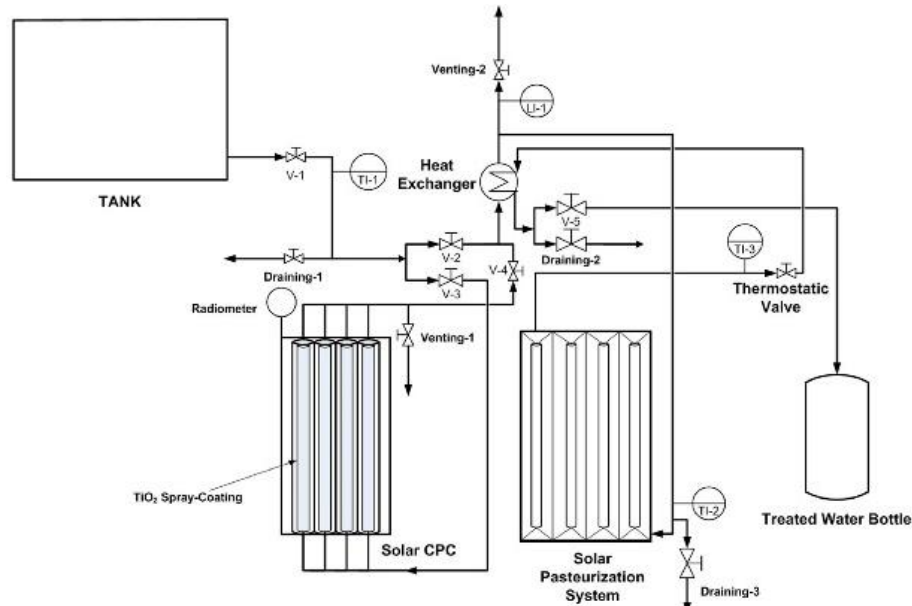 Venting-2
LI-1
Heat
Exchanger
V-1
TI-1
TANK
V-5
V-2
Draining-2
TI-3
Draining-1
V-4
V-3
Thermostatic
Valve
Radiometer
Venting-1
TiO₂ Spray-Coating
TI-2
Treated Water Bottle
Solar CPC
Solar
Pasteurization
System
Draining-3